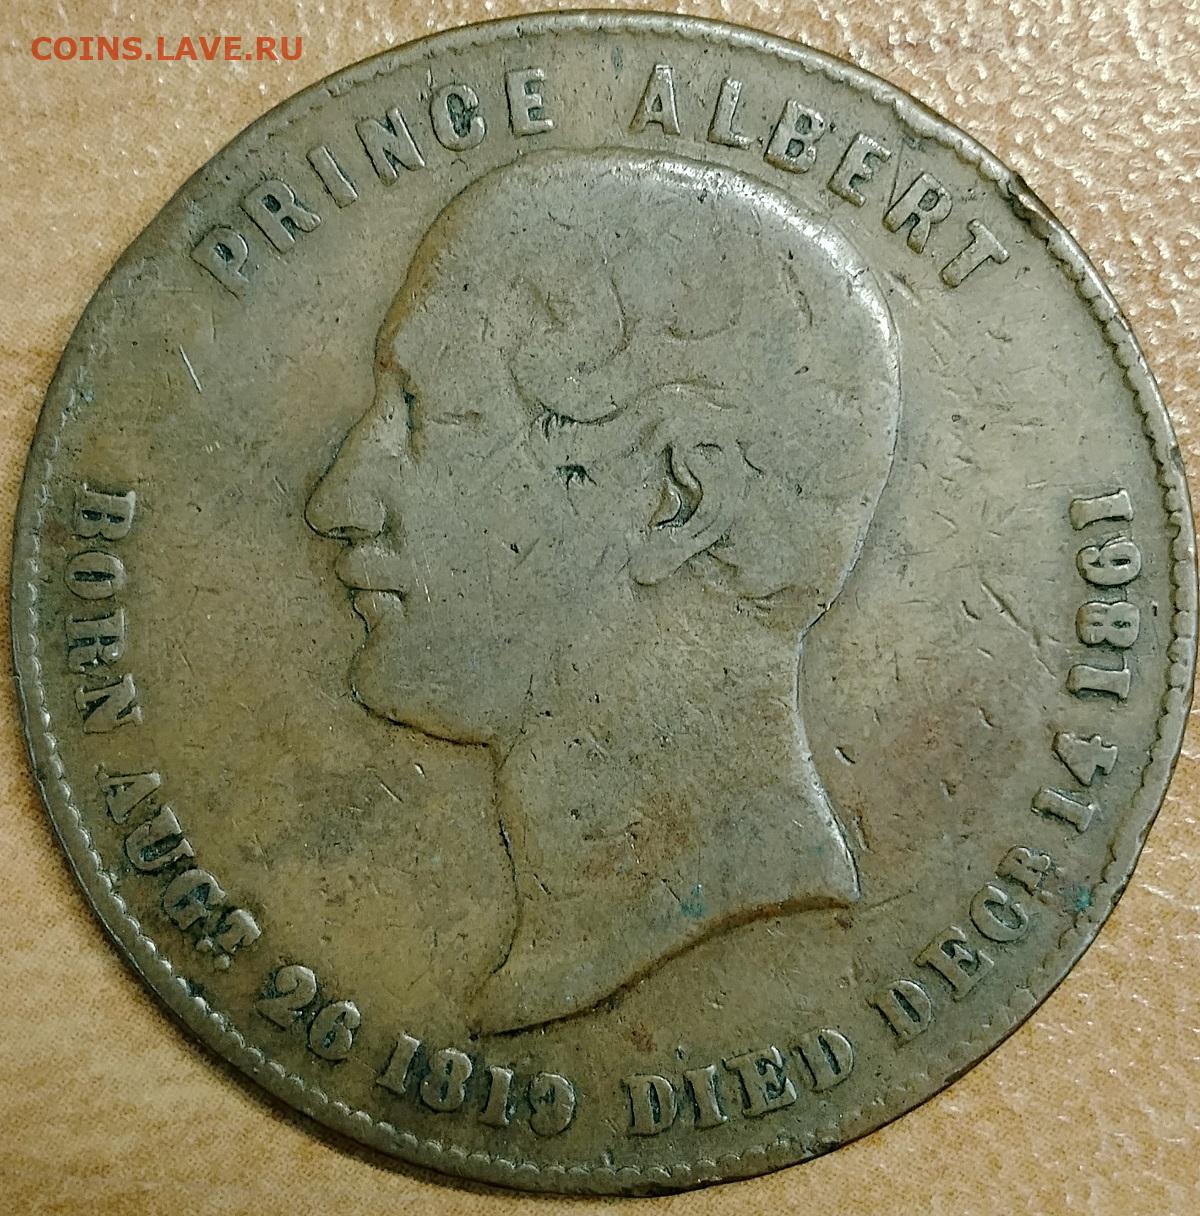 COINS.LAVE.RU
PRINCE ALBERT
BORN AUGT. 26 1819 DIED DECR 14 1861